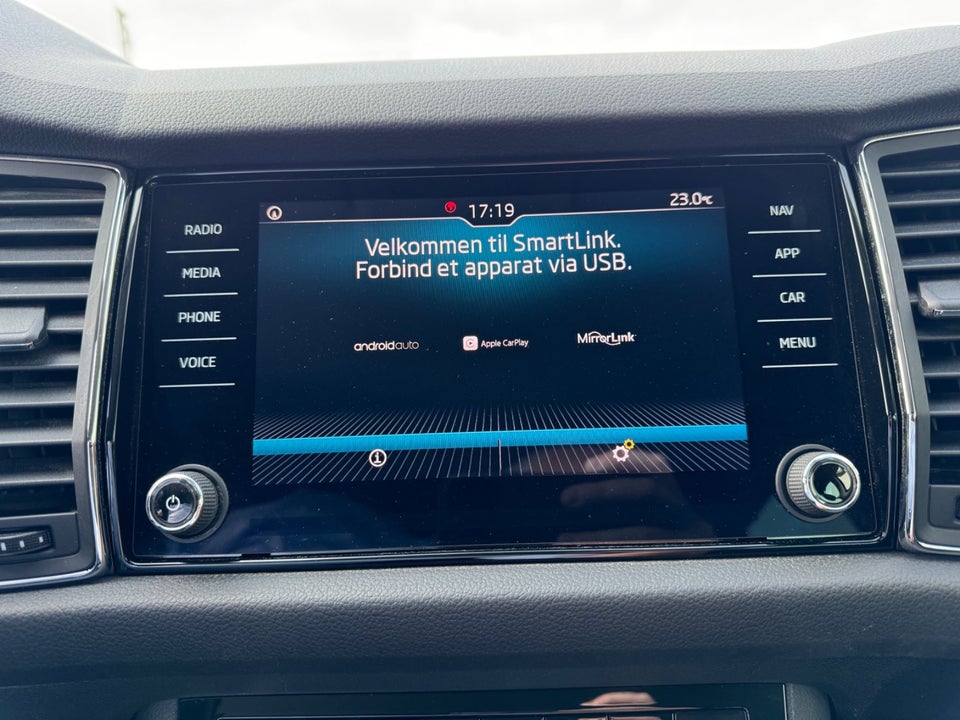 17:19
23.0°C
Velkommen til SmartLink.
Forbind et apparat via USB.
androidauto
Apple CarPlay
MirrorLink
RADIO
MEDIA
PHONE
VOICE
NAV
APP
CAR
MENU